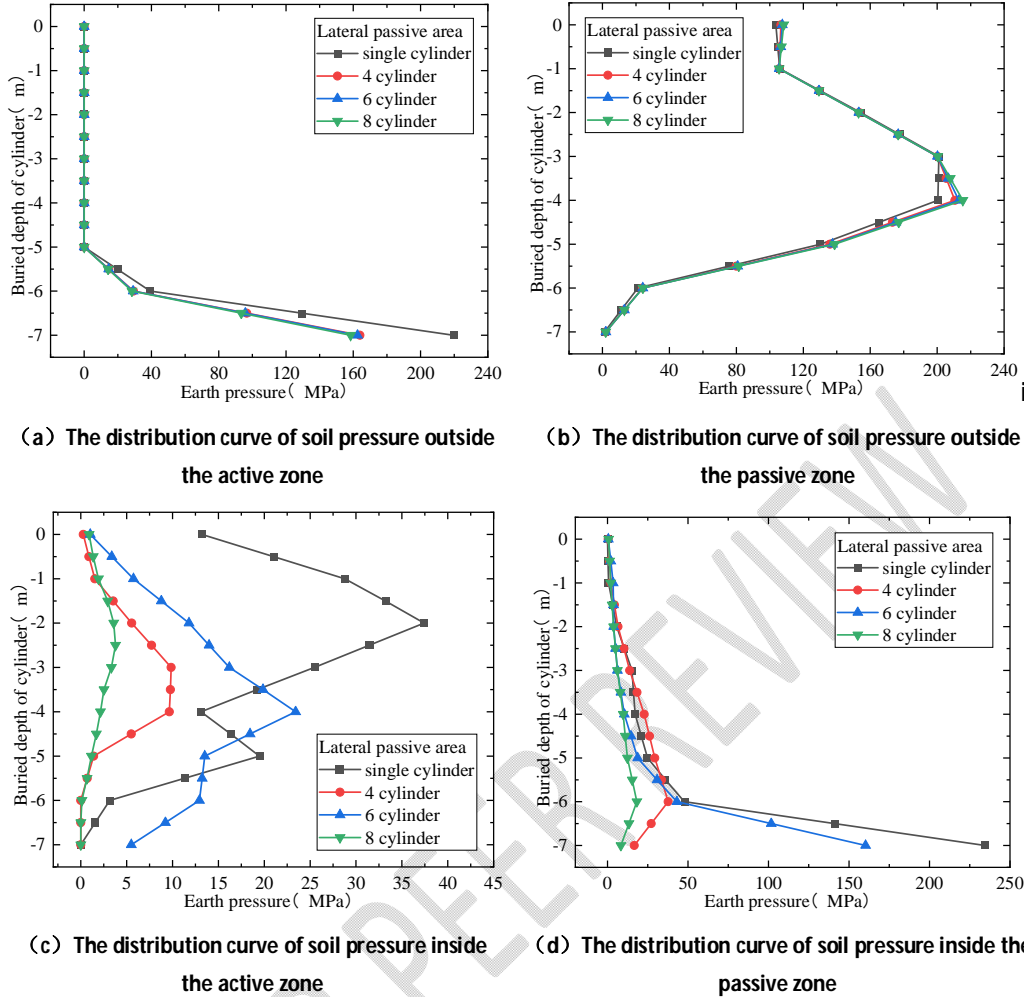 Lateral passive area
single cylinder
4 cylinder
6 cylinder
8 cylinder
0
-1
-2
-3
-4
-5
-6
-7
Buried depth of cylinder( m)
0 40 80 120 160 200 240
Earth pressure( MPa)
Lateral passive area
single cylinder
4 cylinder
6 cylinder
8 cylinder
0
-1
-2
-3
-4
-5
-6
-7
Buried depth of cylinder( m)
0 40 80 120 160 200 240
Earth pressure( MPa)
i
(a) The distribution curve of soil pressure outside
the active zone
(b) The distribution curve of soil pressure outside
the passive zone
0
-1
-2
-3
-4
-5
-6
-7
Buried depth of cylinder( m)
Lateral passive area
single cylinder
4 cylinder
6 cylinder
8 cylinder
0 5 10 15 20 25 30 35 40 45
Earth pressure( MPa)
Lateral passive area
single cylinder
4 cylinder
6 cylinder
8 cylinder
0
-1
-2
-3
-4
-5
-6
-7
Buried depth of cylinder( m)
0 50 100 150 200 250
Earth pressure( MPa)
(c) The distribution curve of soil pressure inside
the active zone
(d) The distribution curve of soil pressure inside the
passive zone
PEER REVIEW